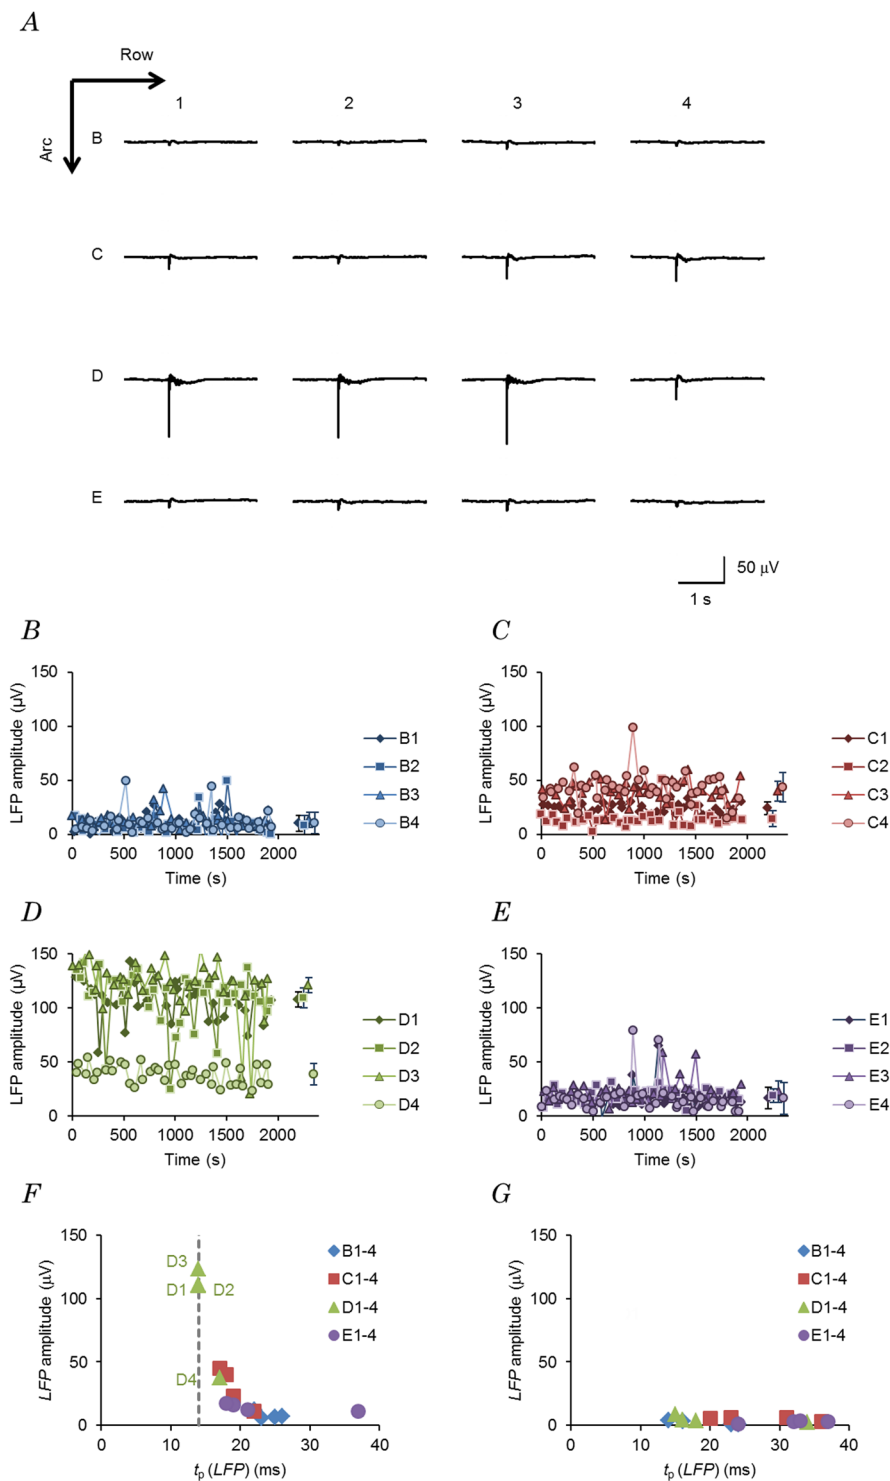 A
Row
Arc
1 2 3 4
B
C
D
E
50 µV
1 s
B
LFP amplitude (µV)
150
100
50
0
0 500 1000 1500 2000
Time (s)
B1
B2
B3
B4
C
LFP amplitude (µV)
150
100
50
0
0 500 1000 1500 2000
Time (s)
C1
C2
C3
C4
D
LFP amplitude (µV)
150
100
50
0
0 500 1000 1500 2000
Time (s)
D1
D2
D3
D4
E
LFP amplitude (µV)
150
100
50
0
0 500 1000 1500 2000
Time (s)
E1
E2
E3
E4
F
LFP amplitude (µV)
150
100
50
0
0 10 20 30 40
tp (LFP) (ms)
D3
D1 D2
D4
B1-4
C1-4
D1-4
E1-4
G
LFP amplitude (µV)
150
100
50
0
0 10 20 30 40
tp (LFP) (ms)
B1-4
C1-4
D1-4
E1-4